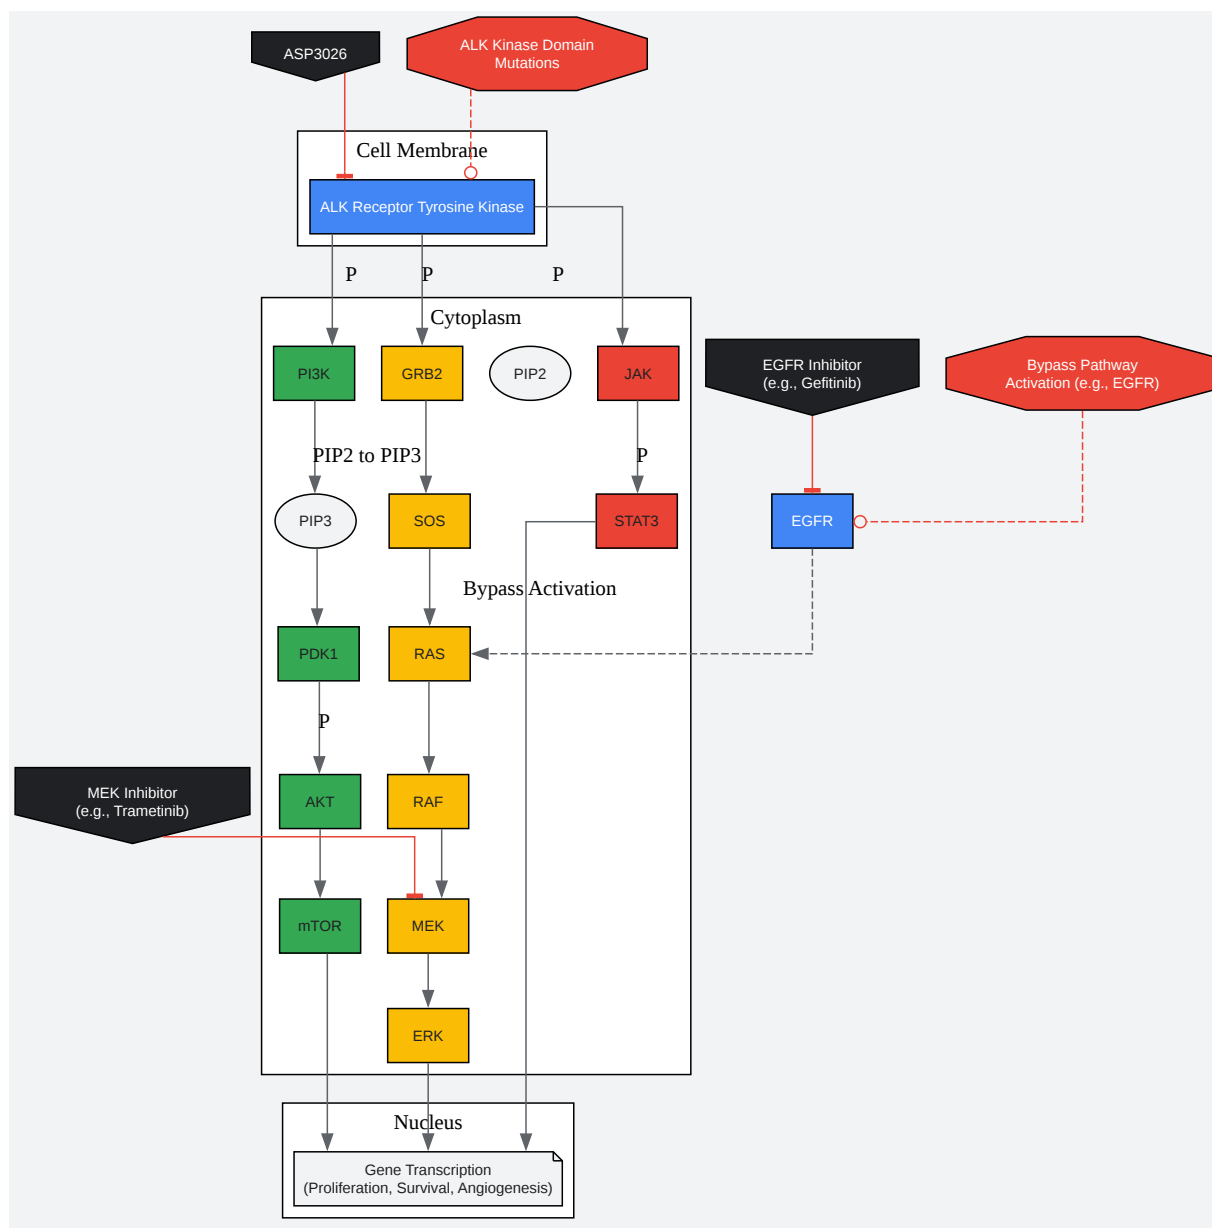 ASP3026
ALK Kinase Domain
Mutations
Cell Membrane
ALK Receptor Tyrosine Kinase
P
P
P
Cytoplasm
PI3K
GRB2
PIP2
JAK
EGFR Inhibitor
(e.g., Gefitinib)
Bypass Pathway
Activation (e.g., EGFR)
PIP2 to PIP3
P
PIP3
SOS
STAT3
EGFR
Bypass Activation
PDK1
RAS
P
MEK Inhibitor
(e.g., Trametinib)
AKT
RAF
mTOR
MEK
ERK
Nucleus
Gene Transcription
(Proliferation, Survival, Angiogenesis)